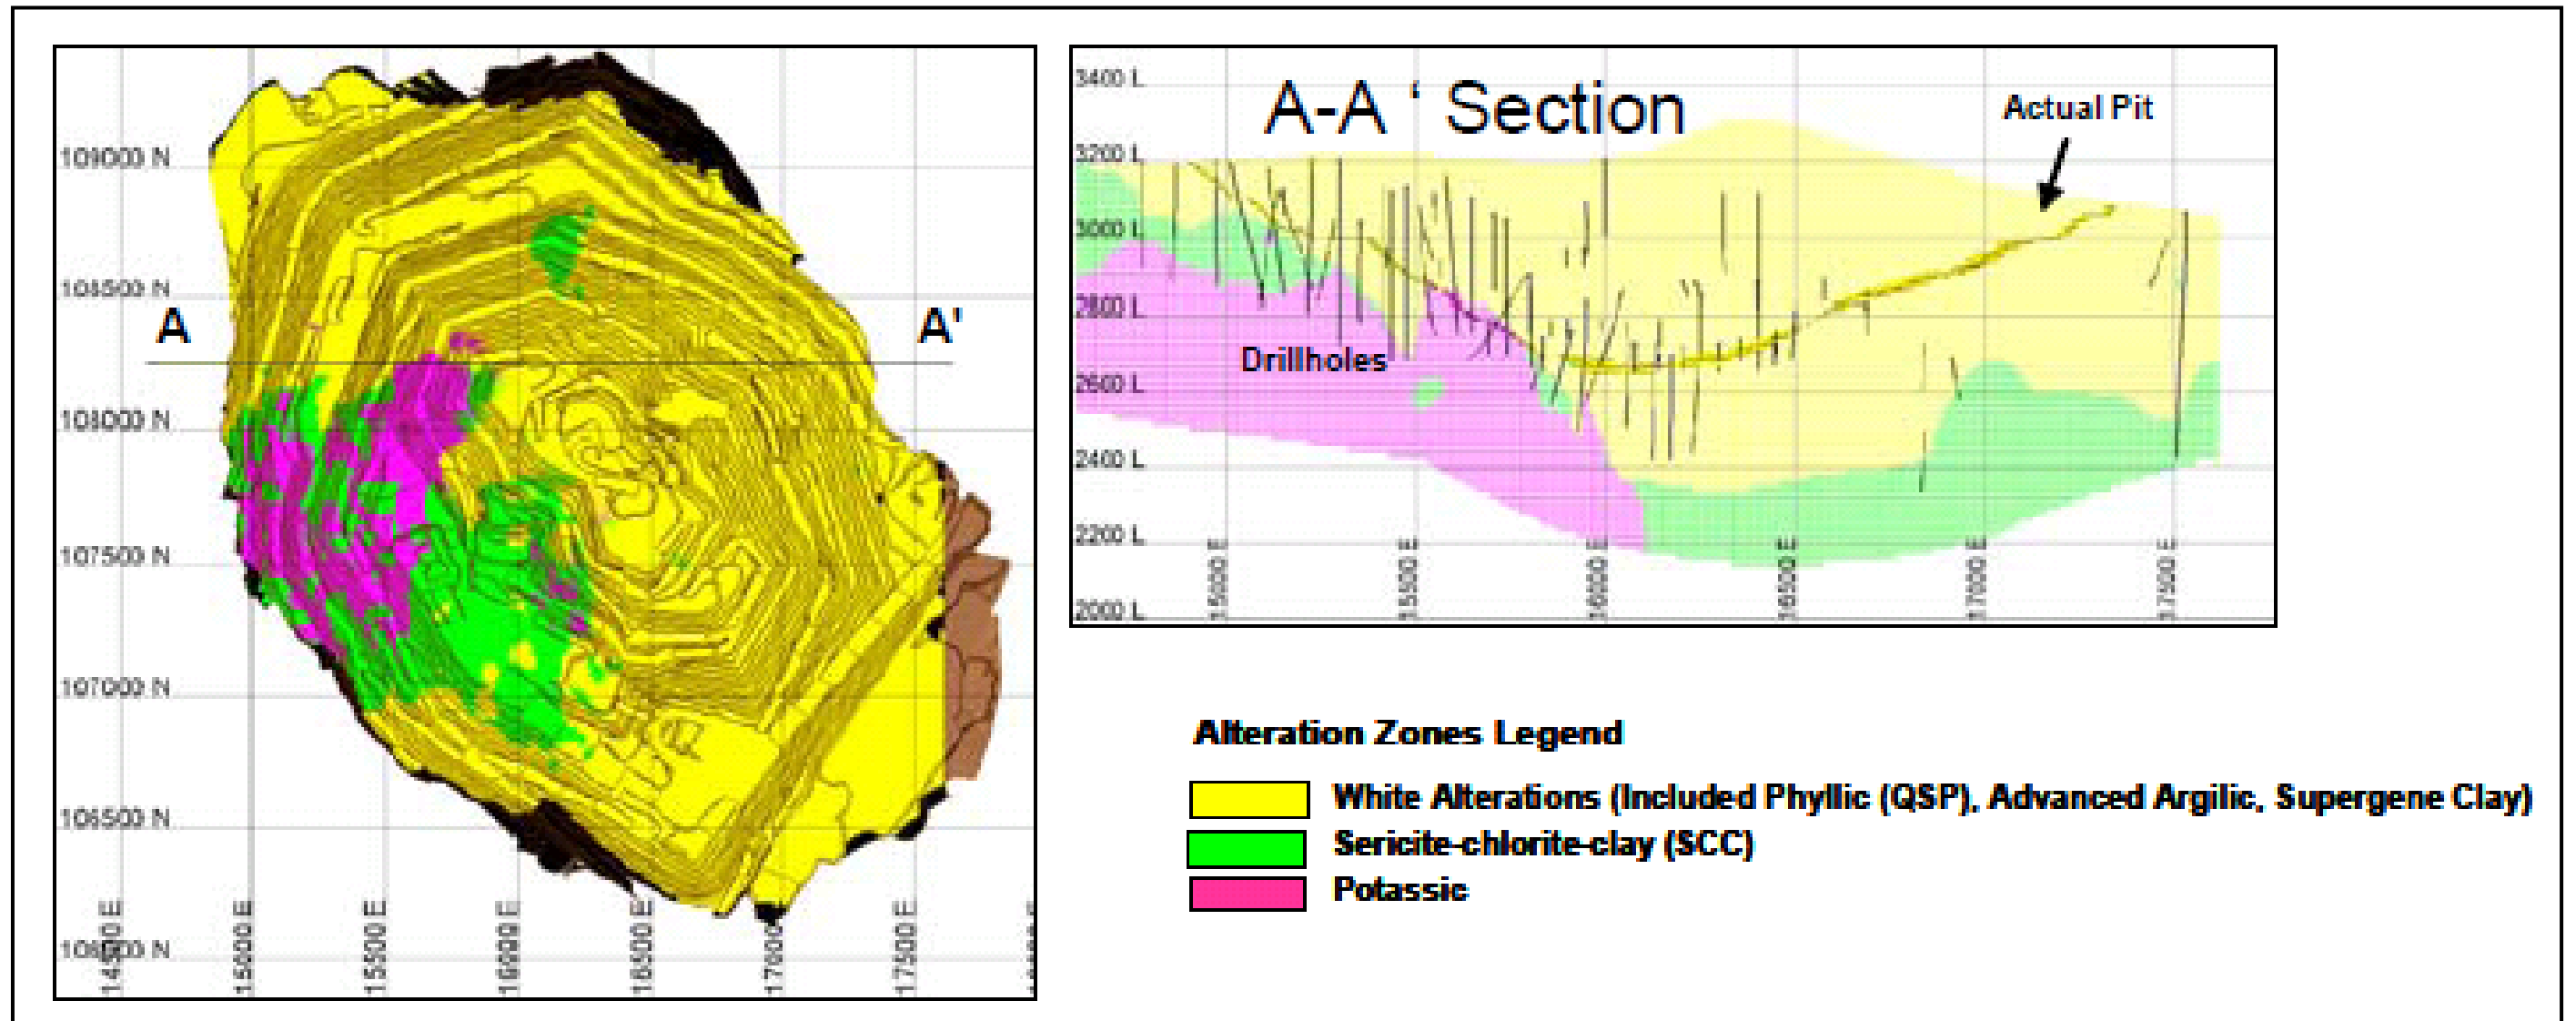 109000 N
108500 N
A
A'
108000 N
107500 N
107000 N
106500 N
106000 N
14500 E
15000 E
15500 E
16000 E
16500 E
17000 E
17500 E
A-A ' Section
Actual Pit
Drillholes
3400 L
3200 L
3000 L
2800 L
2600 L
2400 L
2200 L
2000 L
15000 E
15500 E
16000 E
16500 E
17000 E
17500 E
Alteration Zones Legend
White Alterations (Included Phyllic (QSP), Advanced Argilic, Supergene Clay)
Sericite-chlorite-clay (SCC)
Potassic